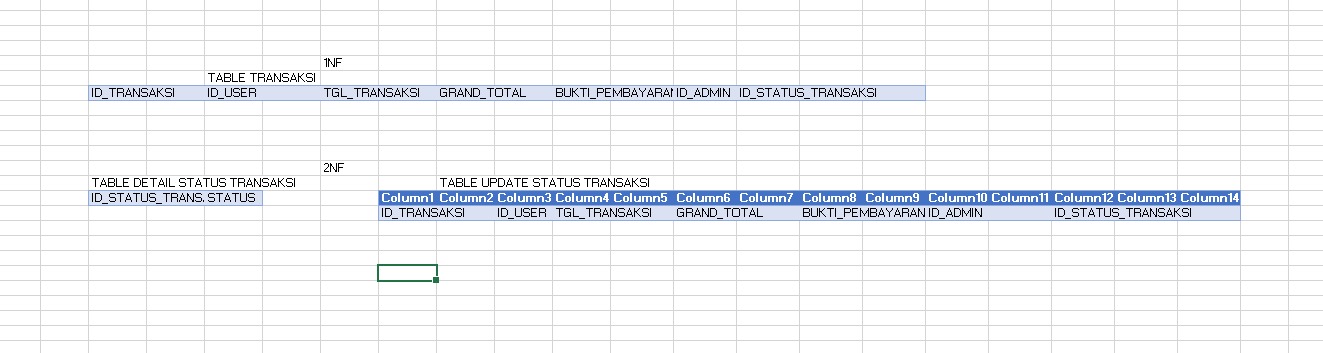 1NF
TABLE TRANSAKSI
ID_TRANSAKSI ID_USER TGL_TRANSAKSI GRAND_TOTAL BUKTI_PEMBAYARAN ID_ADMIN ID_STATUS_TRANSAKSI
2NF
TABLE DETAIL STATUS TRANSAKSI TABLE UPDATE STATUS TRANSAKSI
ID_STATUS_TRANS. STATUS Column1 Column2 Column3 Column4 Column5 Column6 Column7 Column8 Column9 Column10 Column11 Column12 Column13 Column14
ID_TRANSAKSI ID_USER TGL_TRANSAKSI GRAND_TOTAL BUKTI_PEMBAYARAN ID_ADMIN ID_STATUS_TRANSAKSI